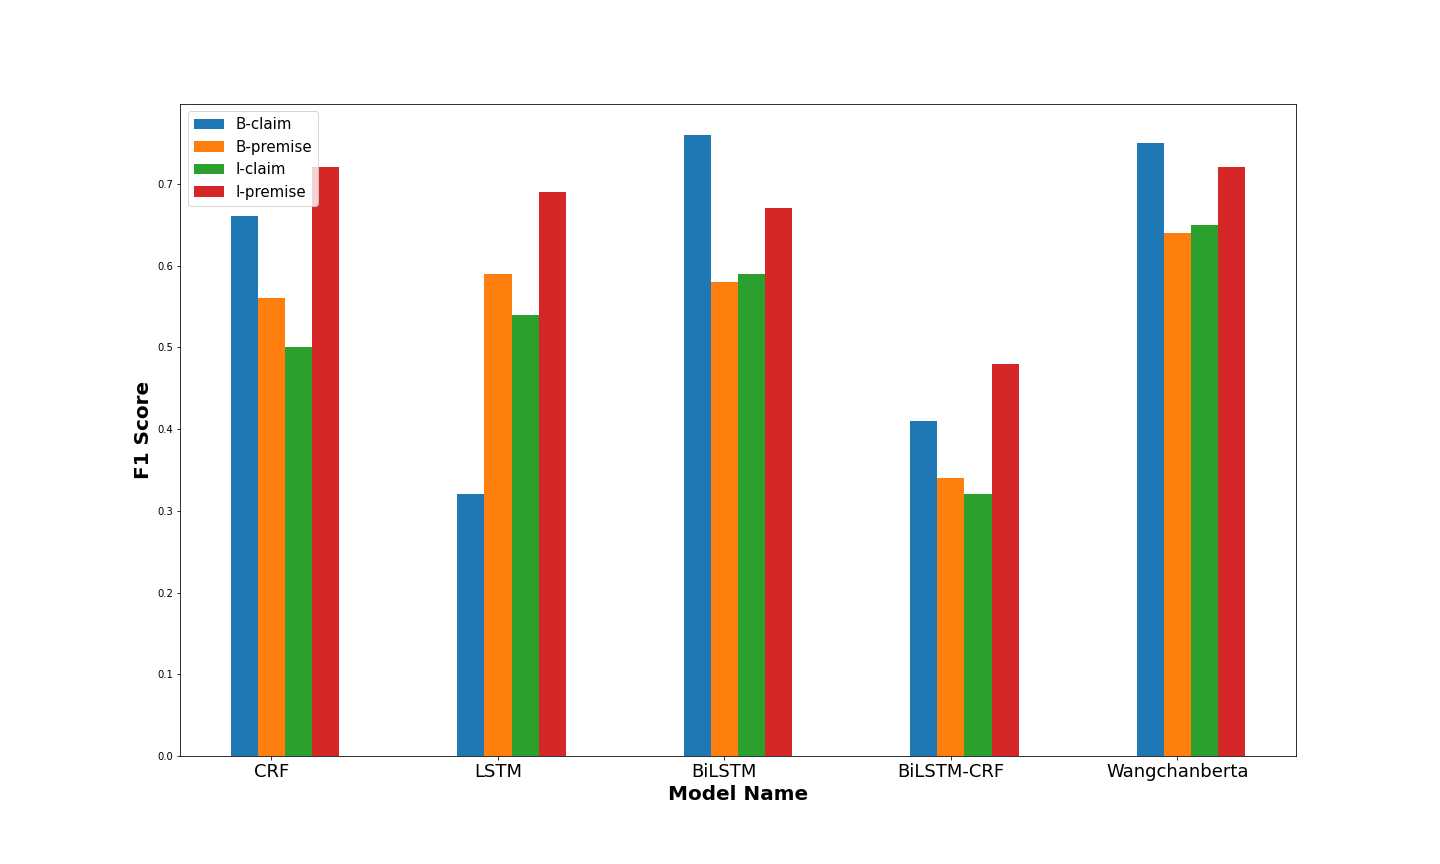 B-claim
B-premise
I-claim
I-premise
0.7
0.6
0.5
0.4
0.3
0.2
0.1
0.0
F1 Score
CRF LSTM BiLSTM BiLSTM-CRF Wangchanberta
Model Name